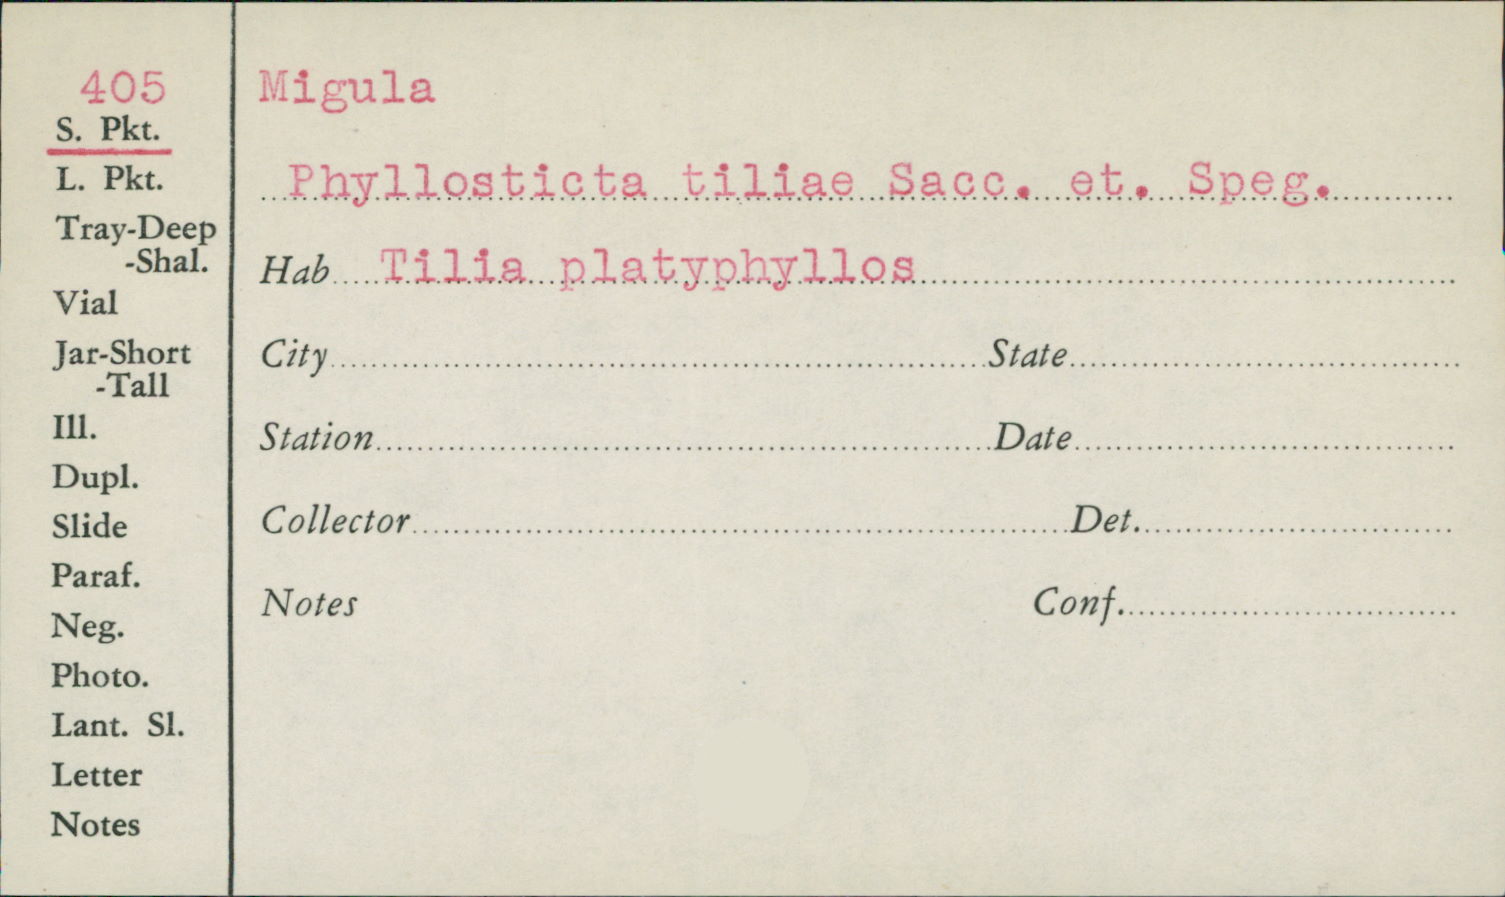 405
S. Pkt.
L. Pkt.
Tray-Deep
-Shal.
Vial
Jar-Short
-Tall
Ill.
Dupl.
Slide
Paraf.
Neg.
Photo.
Lant. Sl.
Letter
Notes
Migula
Phyllosticta tiliae Sacc. et. Speg.
Hab Tilia platyphyllos
City State
Station Date
Collector Det.
Notes Conf.